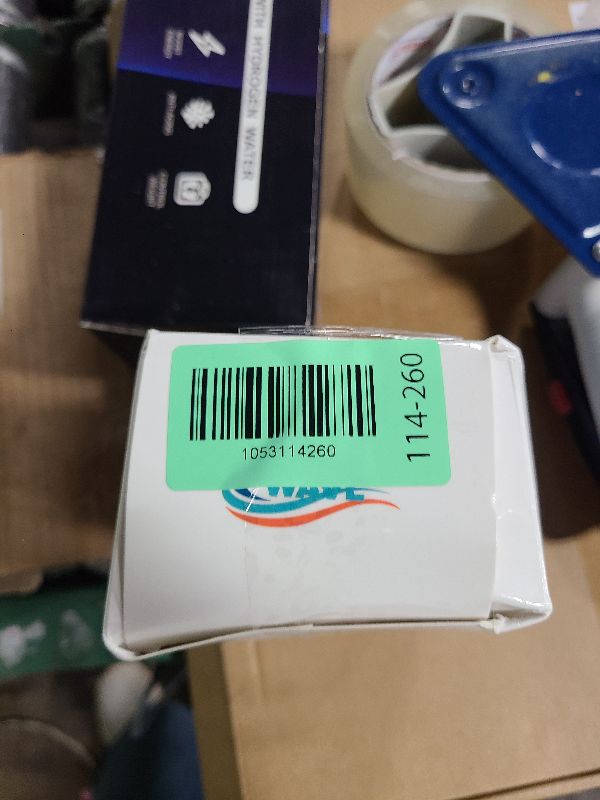 WITH HYDROGEN WATER
1053114260
114-260
WAVE